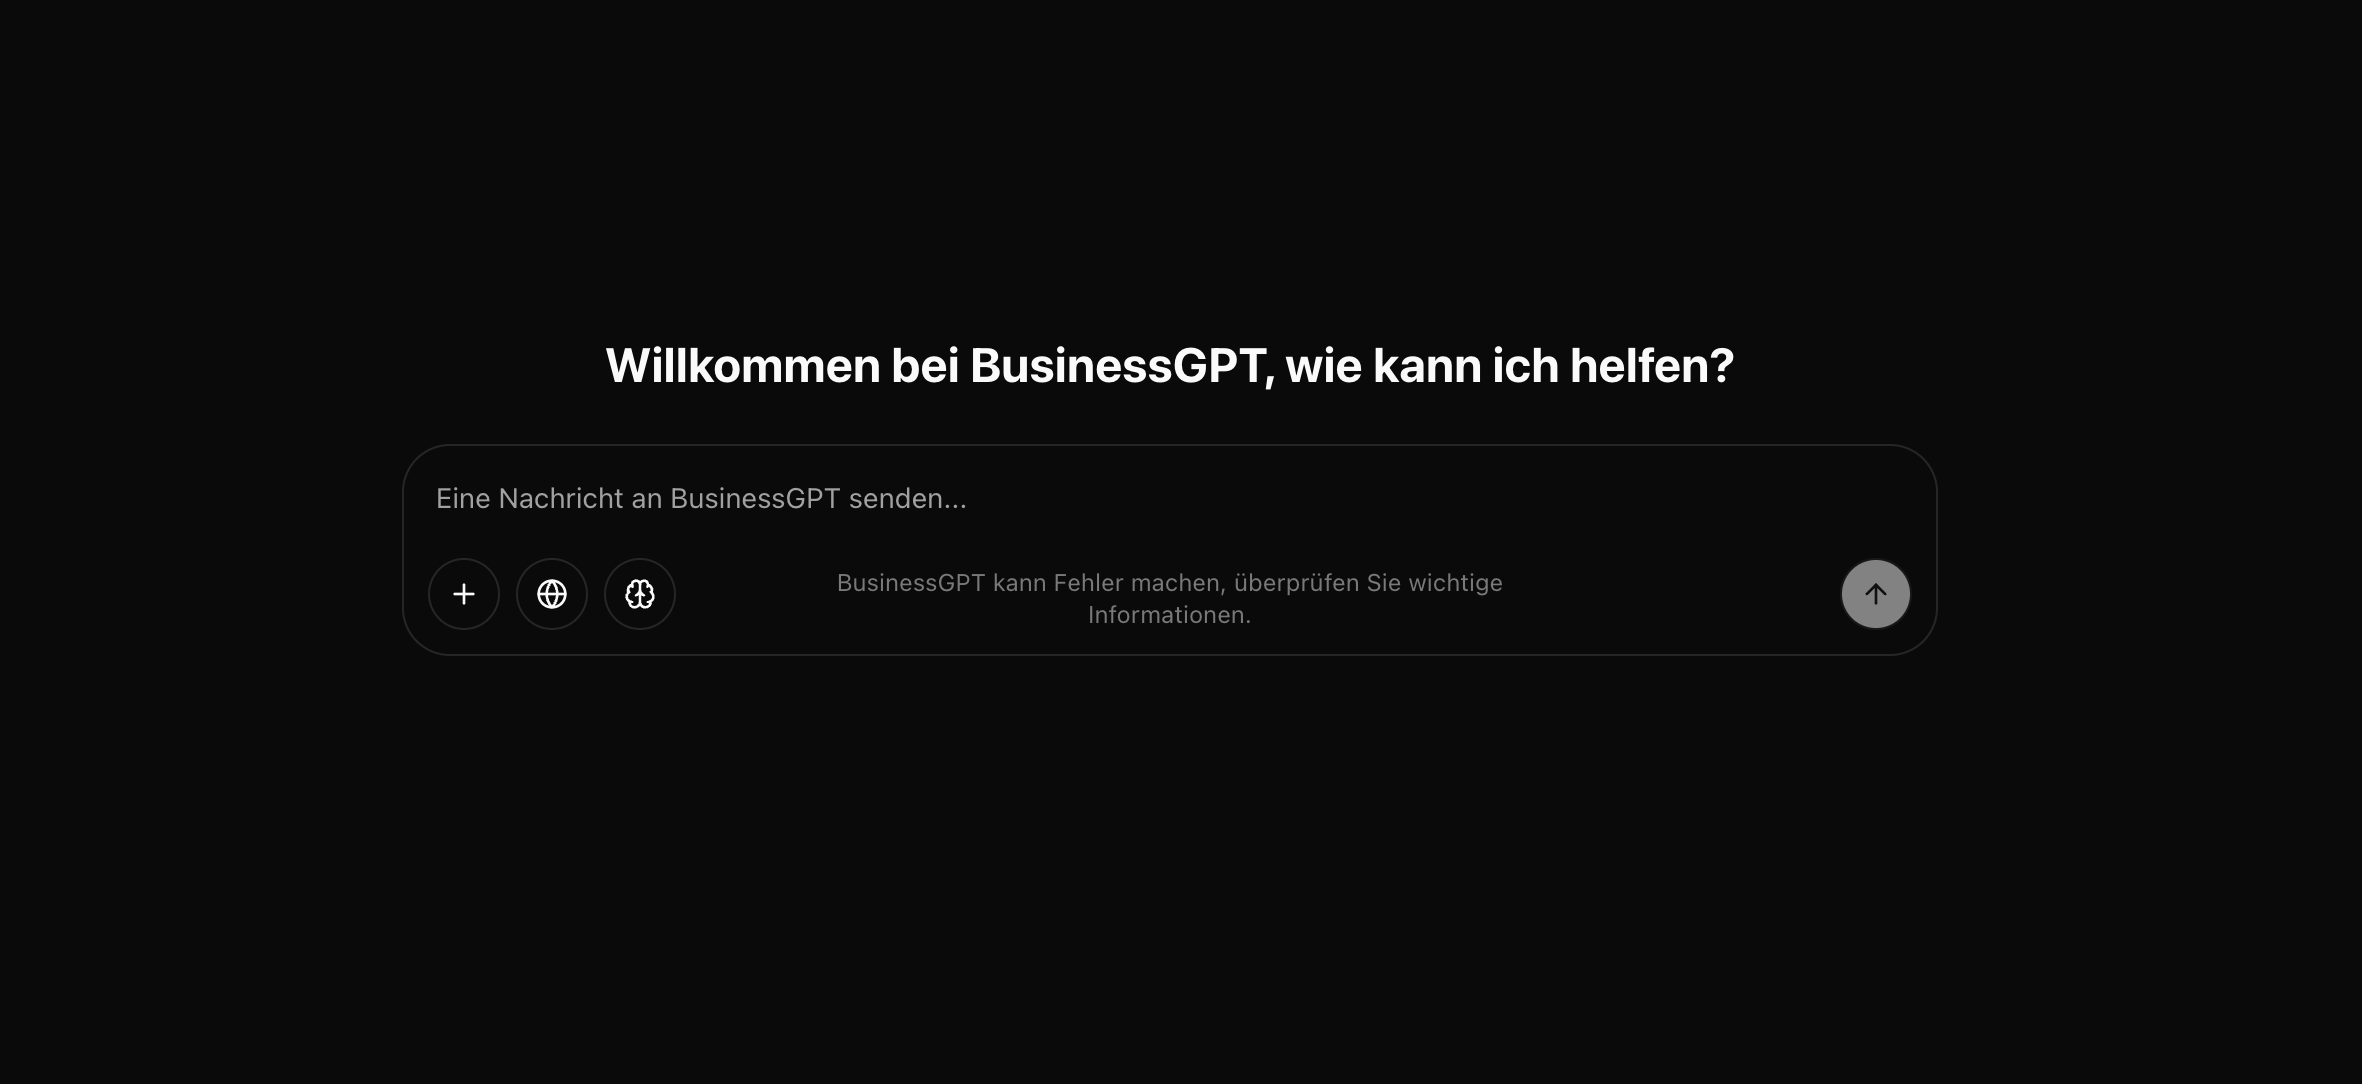 Willkommen bei BusinessGPT, wie kann ich helfen?
Eine Nachricht an BusinessGPT senden...
BusinessGPT kann Fehler machen, überprüfen Sie wichtige
Informationen.